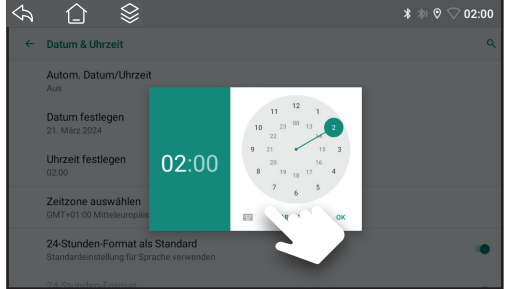 02:00
Datum & Uhrzeit
Autom. Datum/Uhrzeit
Aus
Datum festlegen
21. März 2024
Uhrzeit festlegen
02:00
Zeitzone auswählen
GMT+01:00 Mitteleuropäis
24-Stunden-Format als Standard
Standardeinstellung für Sprache verwenden
24-Stunden-Format
02:00
12
11 1
00
23 13
10 2
22
9 21 15 3
20 16
8 19 18 17 4
7 5
6
OK